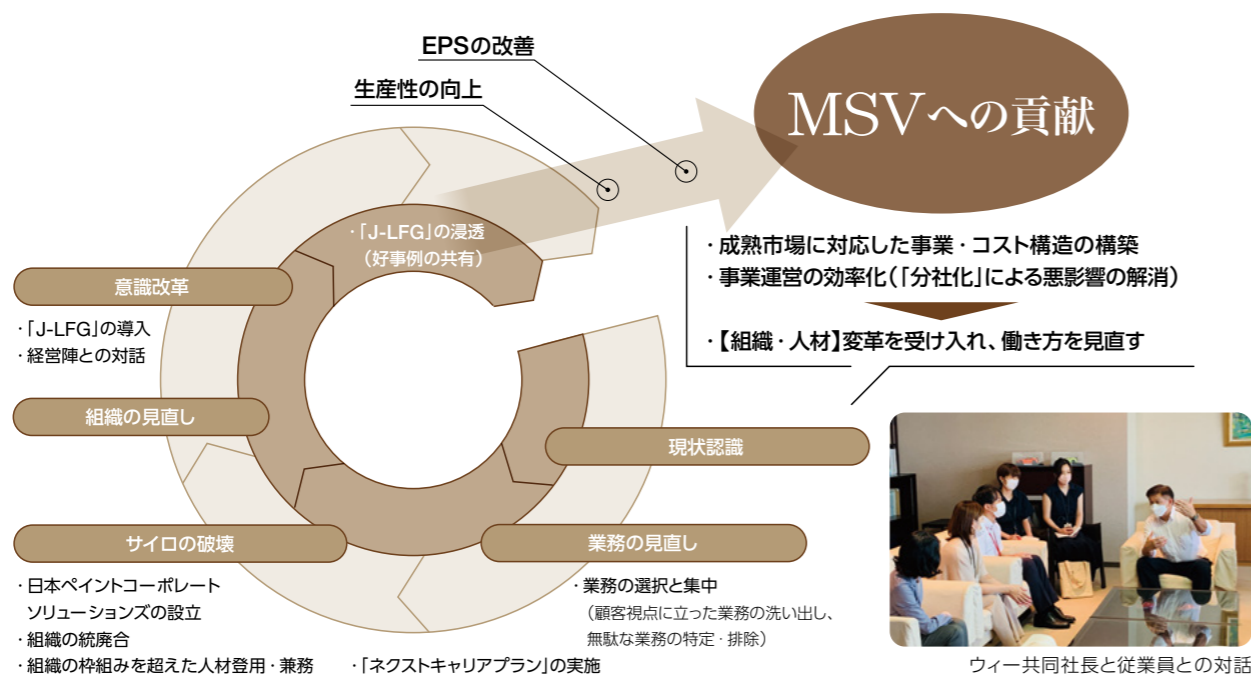 EPSの改善
生産性の向上
MSVへの貢献
・「J-LFG」の浸透
（好事例の共有）
・成熟市場に対応した事業・コスト構造の構築
・事業運営の効率化（「分社化」による悪影響の解消）
・【組織・人材】変革を受け入れ、働き方を見直す
意識改革
・「J-LFG」の導入
・経営陣との対話
組織の見直し
現状認識
サイロの破壊
・日本ペイントコーポレート
ソリューションズの設立
・組織の統廃合
・組織の枠組みを超えた人材登用・兼務
・「ネクストキャリアプラン」の実施
業務の見直し
・業務の選択と集中
（顧客視点に立った業務の洗い出し、
無駄な業務の特定・排除）
ウィー共同社長と従業員との対話